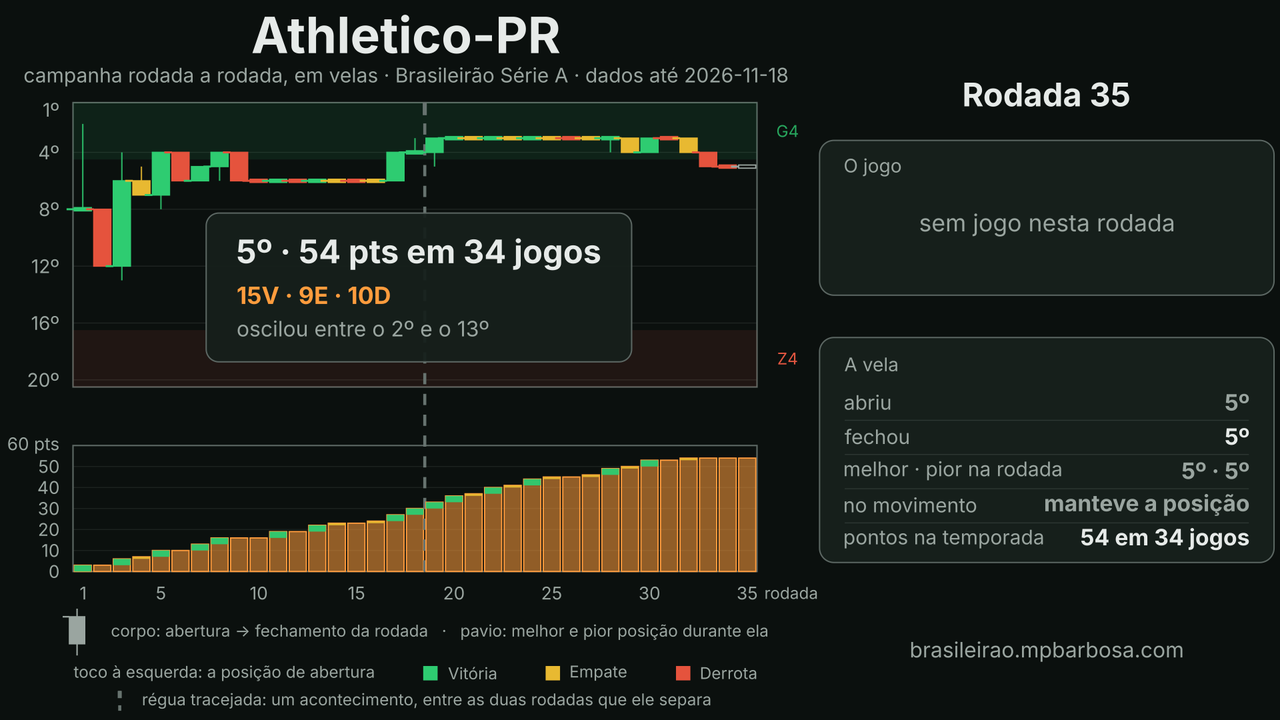 Athletico-PR
campanha rodada a rodada, em velas · Brasileirão Série A · dados até 2026-11-18
1º
4º
8º
12º
16º
20º
G4
Z4
5º · 54 pts em 34 jogos
15V · 9E · 10D
oscilou entre o 2º e o 13º
60 pts
50
40
30
20
10
0
1 5 10 15 20 25 30 35 rodada
corpo: abertura → fechamento da rodada · pavio: melhor e pior posição durante ela
toco à esquerda: a posição de abertura
Vitória
Empate
Derrota
régua tracejada: um acontecimento, entre as duas rodadas que ele separa
Rodada 35
O jogo
sem jogo nesta rodada
A vela
abriu 5º
fechou 5º
melhor · pior na rodada 5º · 5º
no movimento manteve a posição
pontos na temporada 54 em 34 jogos
brasileirao.mpbarbosa.com